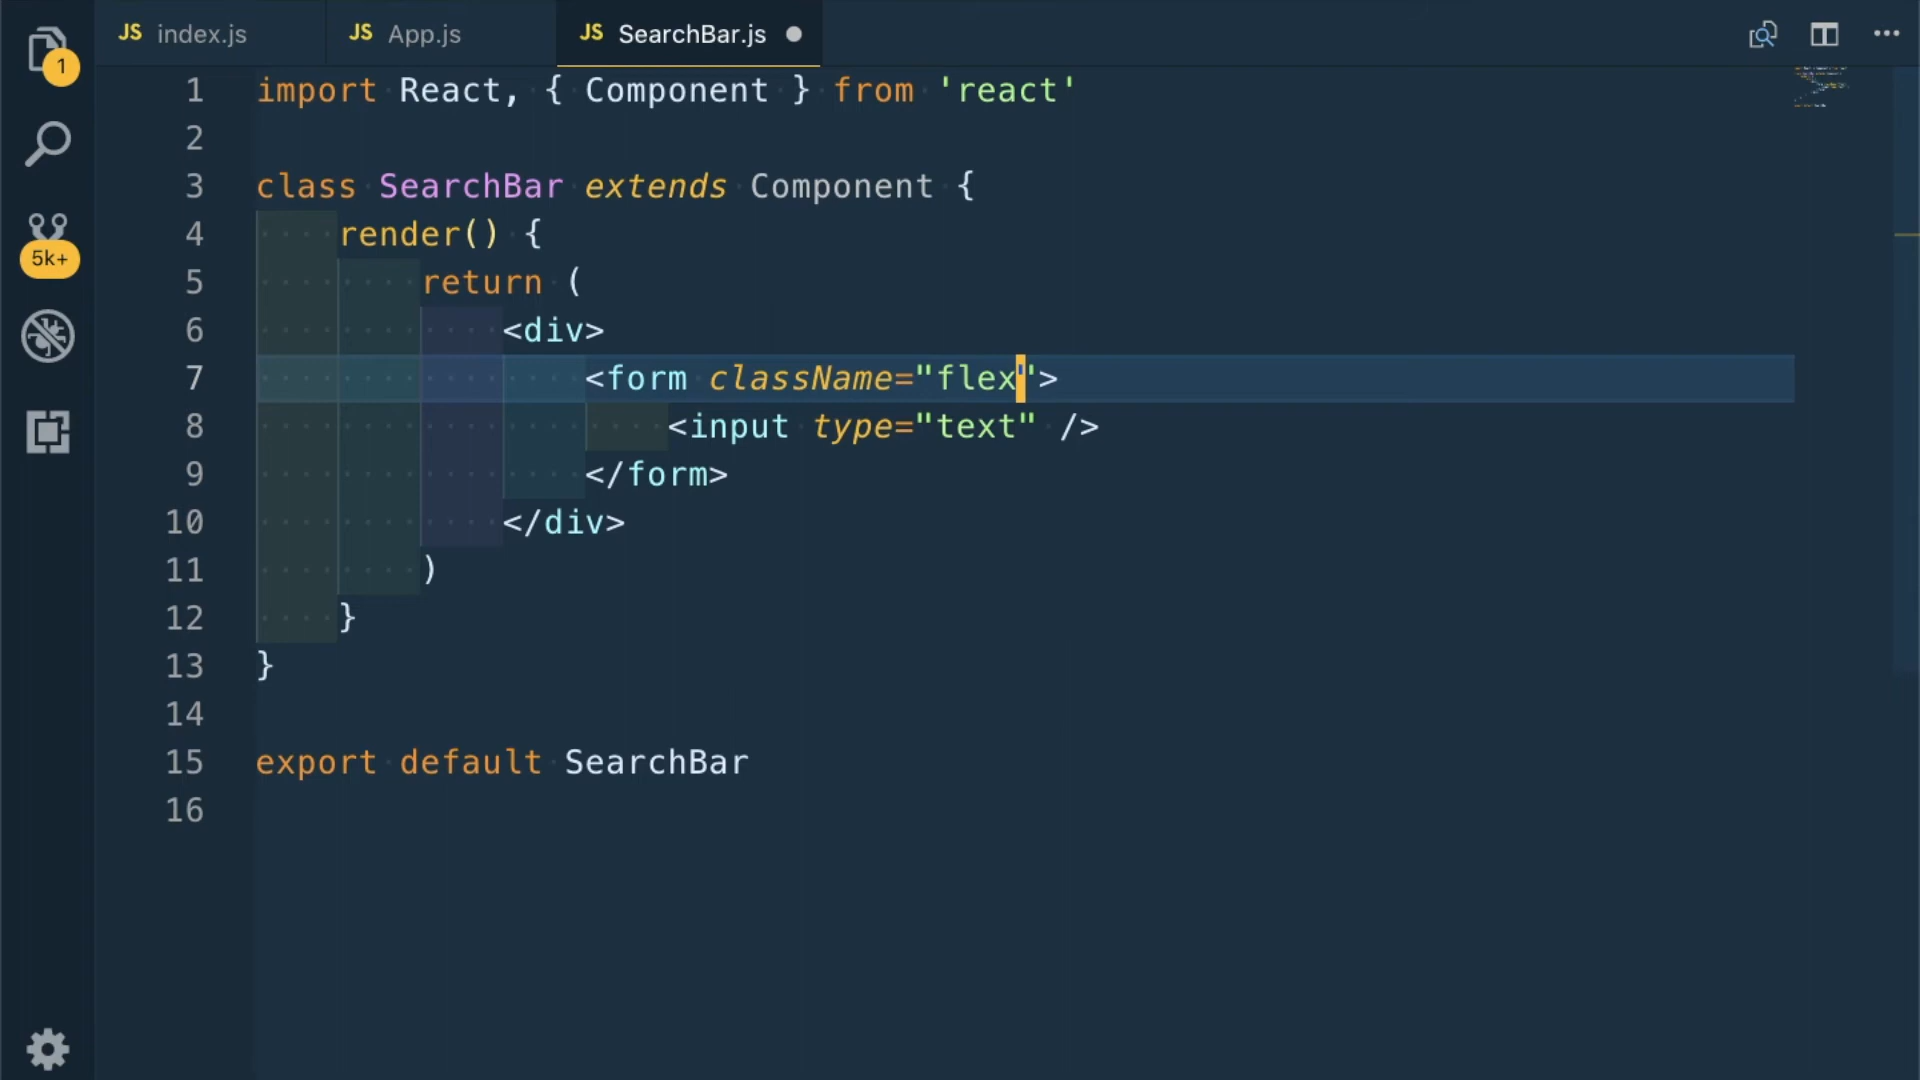 JS index.js
JS App.js
JS SearchBar.js
1
5k+
1 import React, { Component } from 'react'
2
3 class SearchBar extends Component {
4 render() {
5 return (
6 <div>
7 <form className="flex">
8 <input type="text" />
9 </form>
10 </div>
11 )
12 }
13 }
14
15 export default SearchBar
16